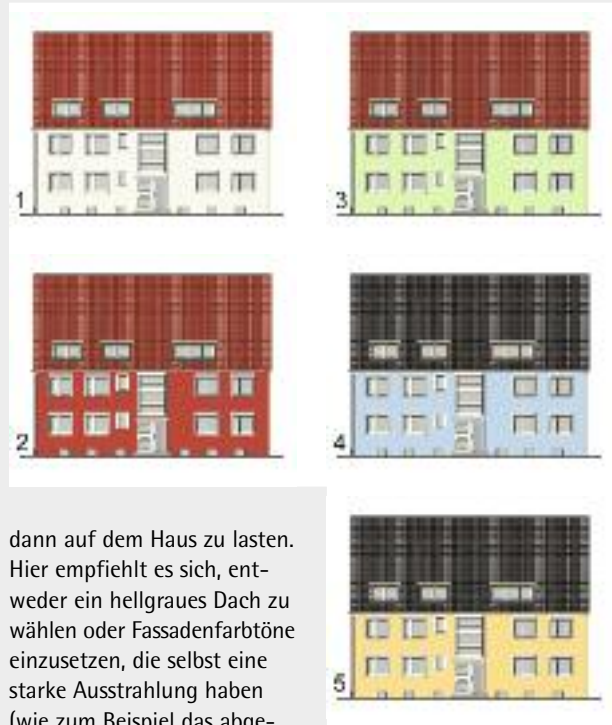 1
3
2
4
dann auf dem Haus zu lasten.
Hier empfiehlt es sich, ent-
weder ein hellgraues Dach zu
wählen oder Fassadenfarbtöne
einzusetzen, die selbst eine
starke Ausstrahlung haben
(wie zum Beispiel das abge-
5